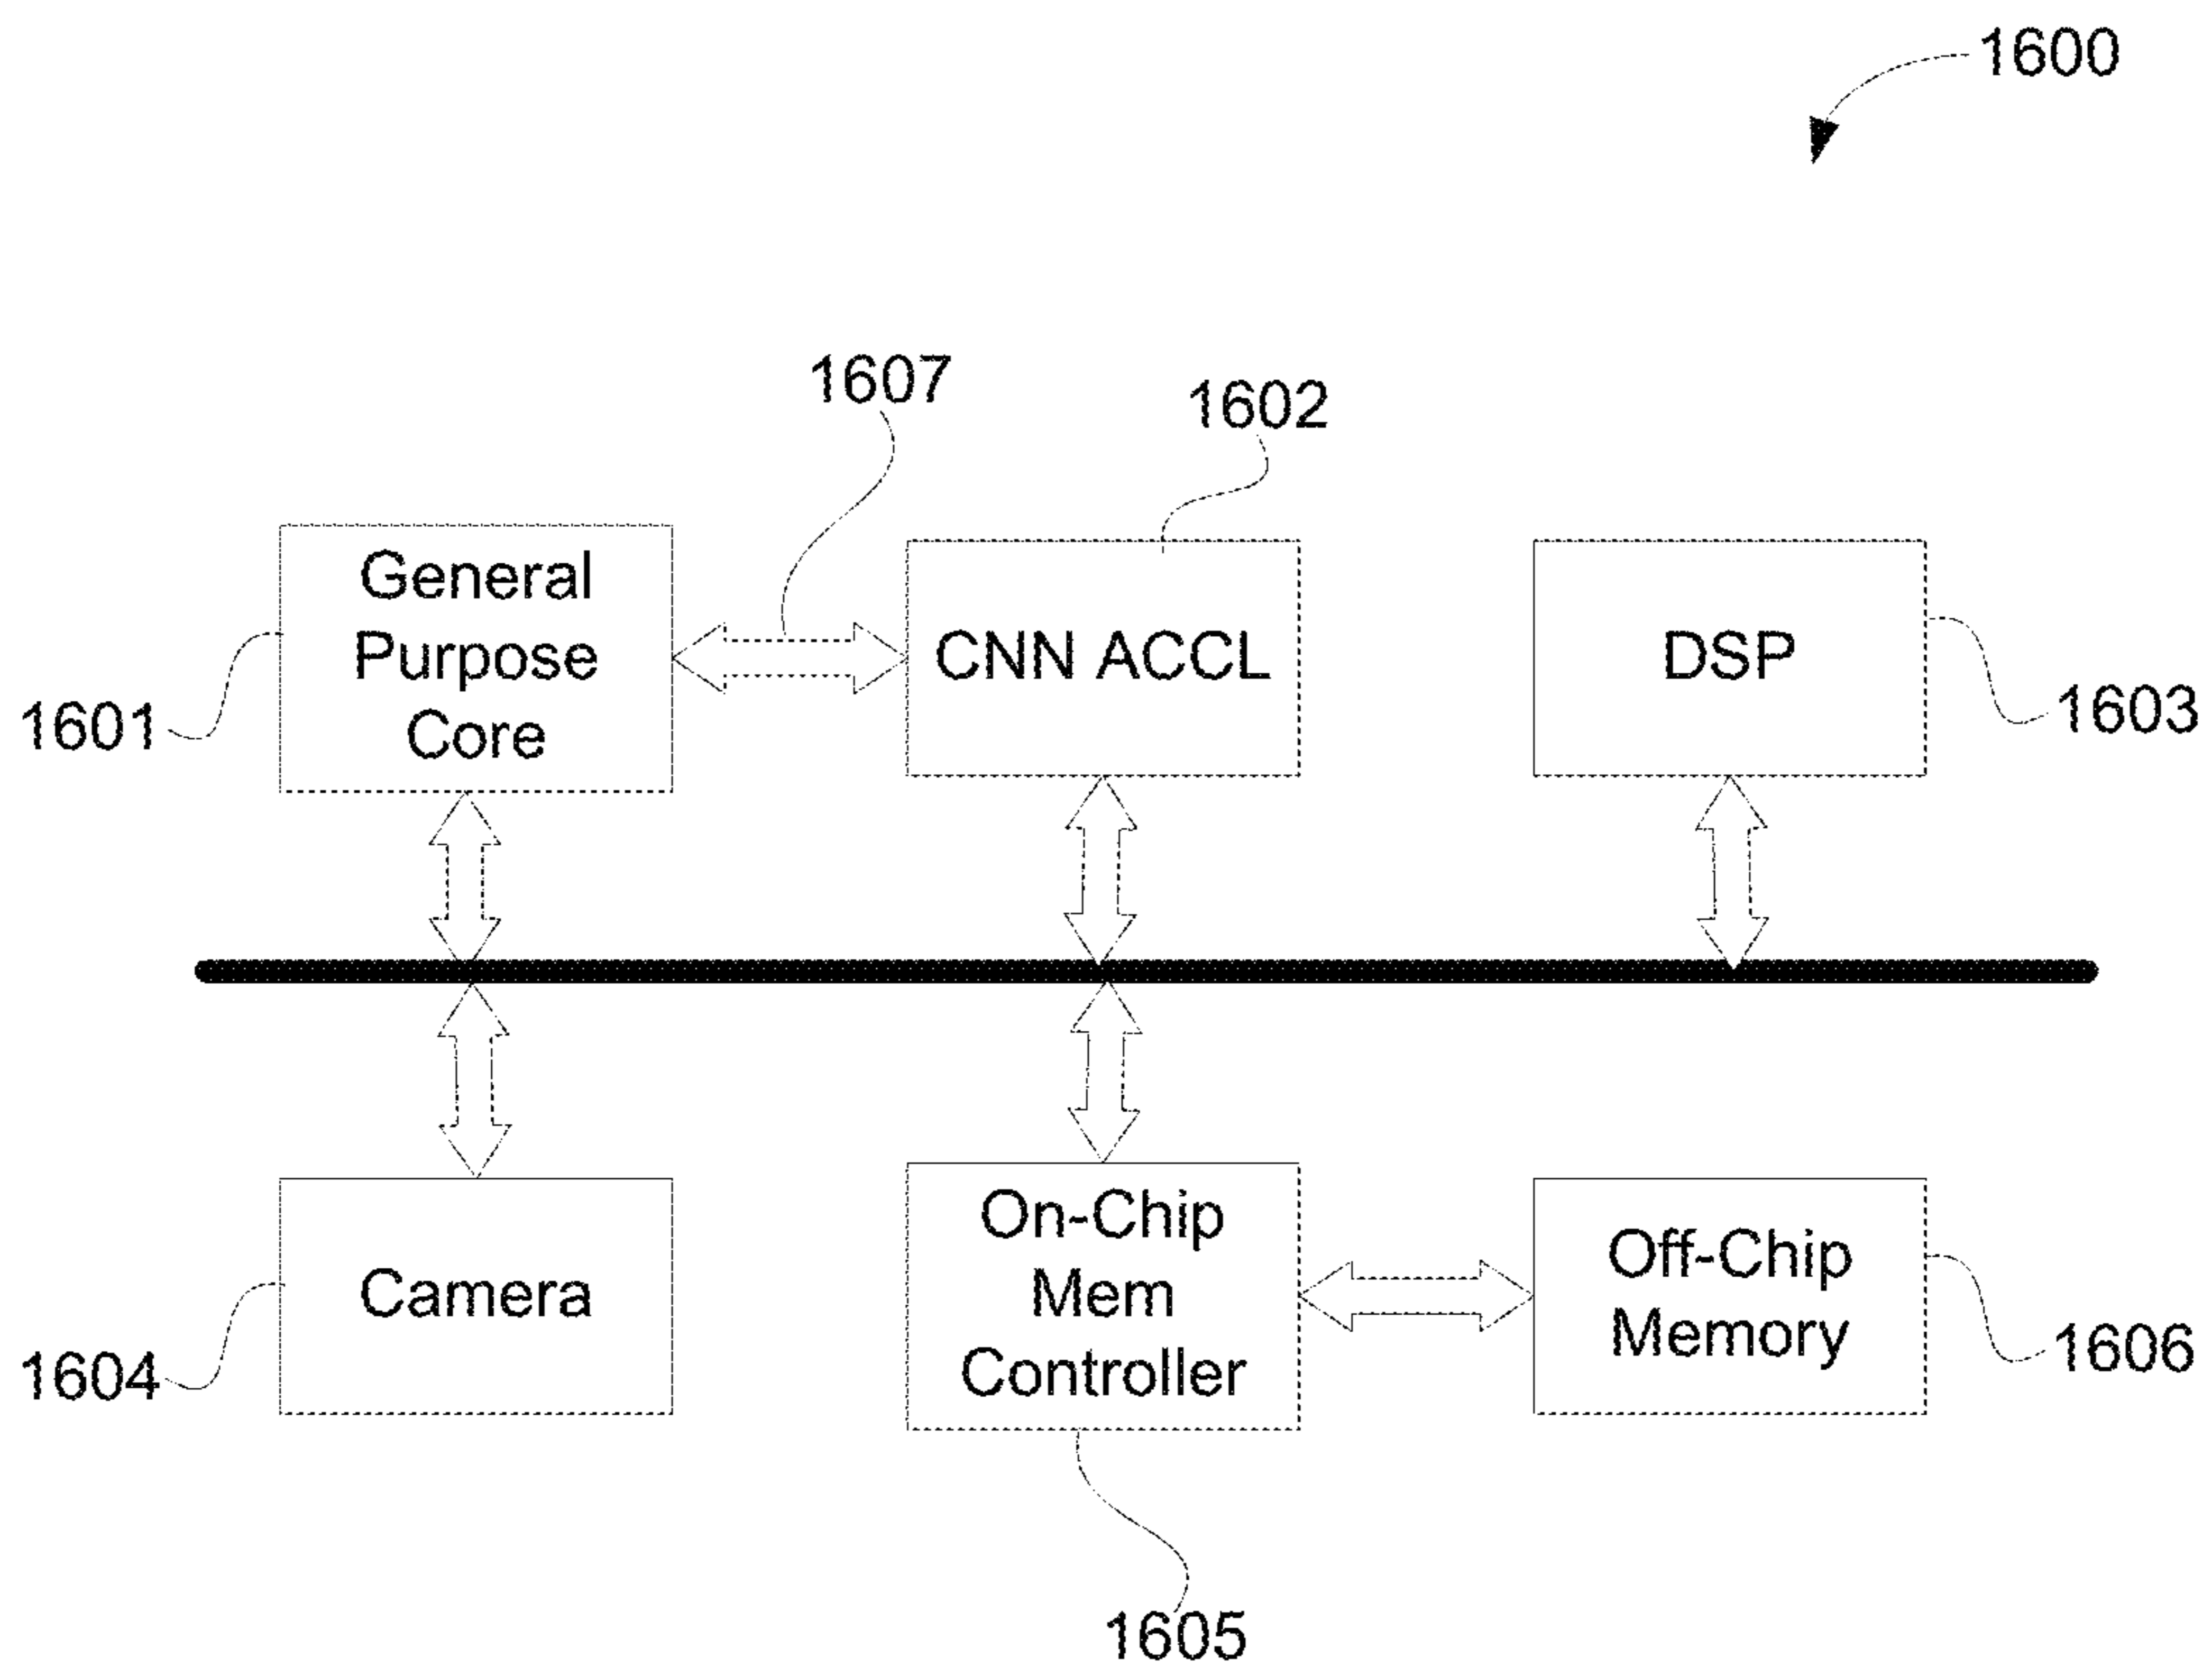 1600
1607
1602
General
Purpose
Core
CNN ACCL
DSP
1601
1603
Camera
On-Chip
Mem
Controller
Off-Chip
Memory
1604
1606
1605